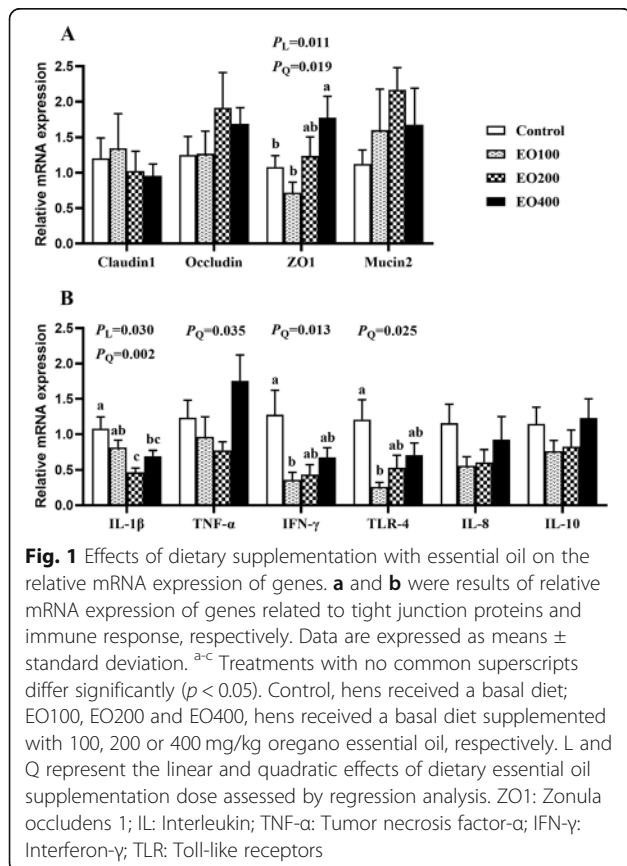 A
P_L=0.011
P_Q=0.019
Relative mRNA expression
2.5
2.0
1.5
1.0
0.5
0.0
b
b
ab
a
Claudin1 Occludin ZO1 Mucin2
Control
EO100
EO200
EO400
B
P_L=0.030 P_Q=0.035 P_Q=0.013 P_Q=0.025
P_Q=0.002
Relative mRNA expression
2.5
2.0
1.5
1.0
0.5
0.0
a ab c bc
a b ab ab
a b ab ab
IL-1β TNF-α IFN-γ TLR-4 IL-8 IL-10
Fig. 1 Effects of dietary supplementation with essential oil on the
relative mRNA expression of genes. a and b were results of relative
mRNA expression of genes related to tight junction proteins and
immune response, respectively. Data are expressed as means ±
standard deviation. a-c Treatments with no common superscripts
differ significantly (p < 0.05). Control, hens received a basal diet;
EO100, EO200 and EO400, hens received a basal diet supplemented
with 100, 200 or 400 mg/kg oregano essential oil, respectively. L and
Q represent the linear and quadratic effects of dietary essential oil
supplementation dose assessed by regression analysis. ZO1: Zonula
occludens 1; IL: Interleukin; TNF-α: Tumor necrosis factor-α; IFN-γ:
Interferon-γ; TLR: Toll-like receptors